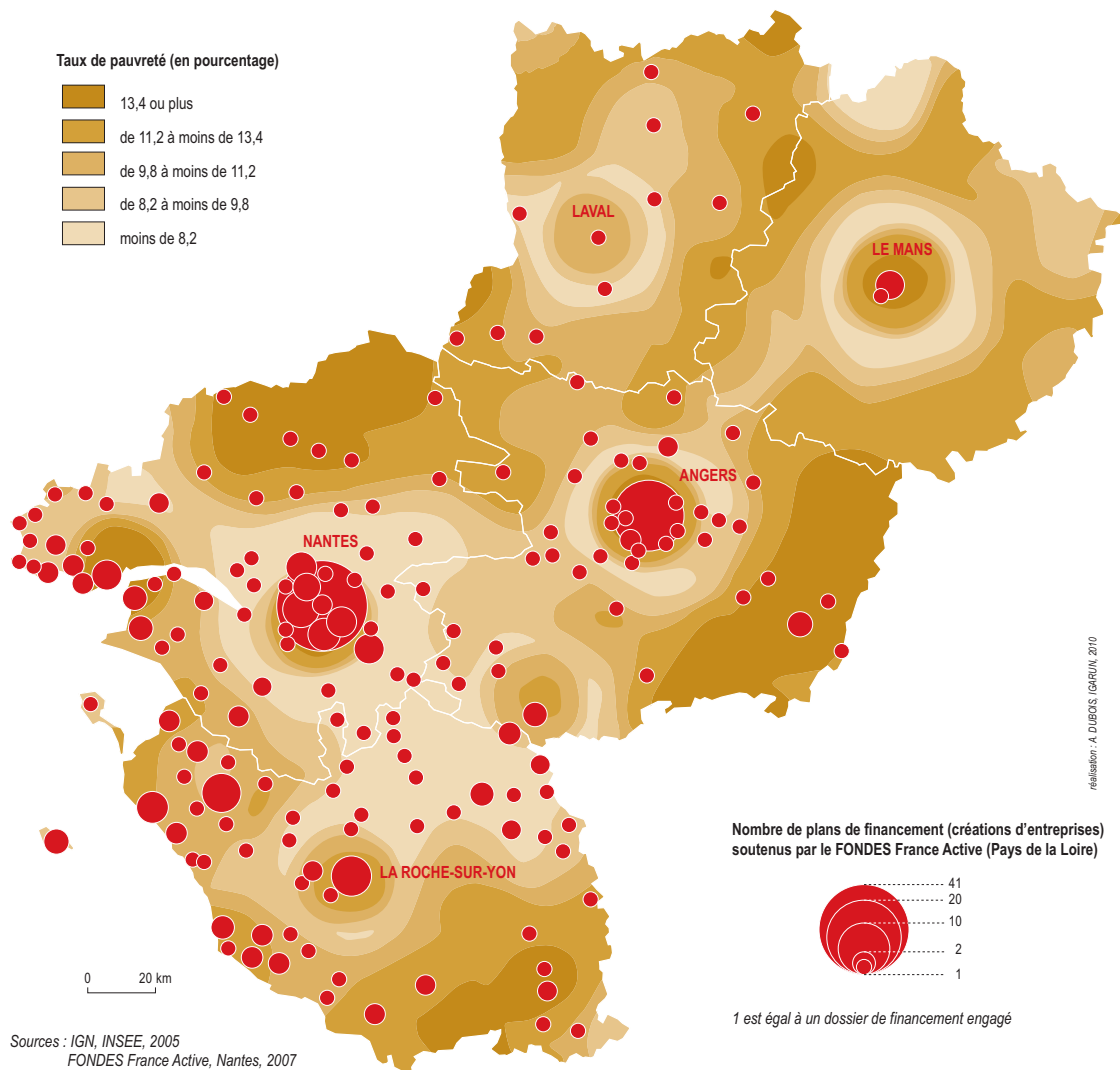 Taux de pauvreté (en pourcentage)
13,4 ou plus
de 11,2 à moins de 13,4
de 9,8 à moins de 11,2
de 8,2 à moins de 9,8
moins de 8,2
LAVAL
LE MANS
ANGERS
NANTES
LA ROCHE-SUR-YON
réalisation : A. DUBOIS, IGARUN, 2010
Nombre de plans de financement (créations d'entreprises)
soutenus par le FONDES France Active (Pays de la Loire)
41
20
10
2
1
1 est égal à un dossier de financement engagé
0 20 km
Sources : IGN, INSEE, 2005
FONDES France Active, Nantes, 2007